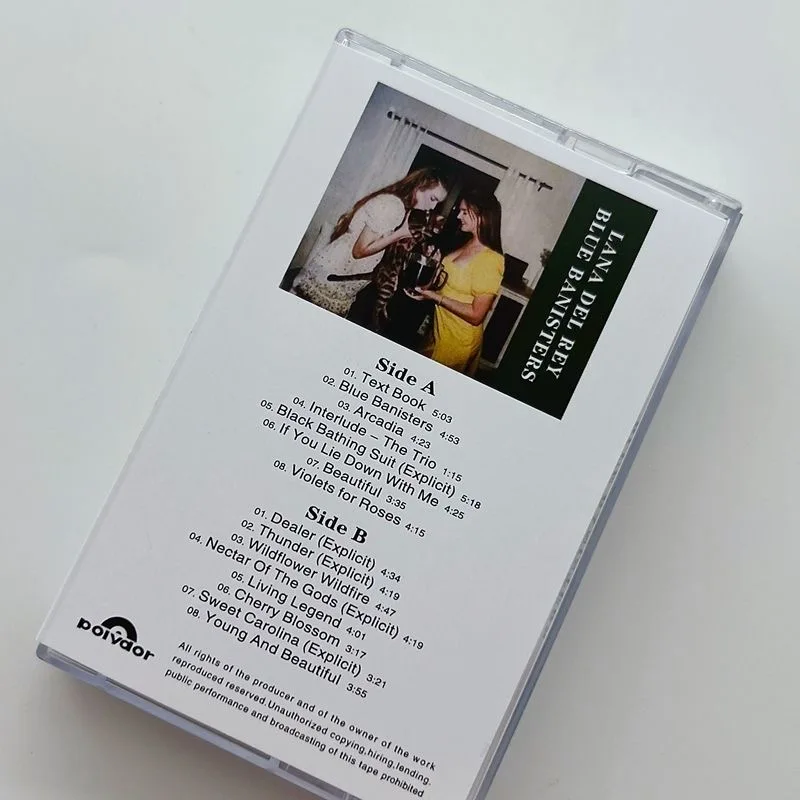 LANA DEL REY
BLUE BANISTERS
Side A
01. Text Book 5:03
02. Blue Banisters 4:53
03. Arcadia 4:23
04. Interlude – The Trio 1:15
05. Black Bathing Suit (Explicit) 5:18
06. If You Lie Down With Me 4:25
07. Beautiful 3:35
08. Violets for Roses 4:15
Side B
01. Dealer (Explicit) 4:34
02. Thunder (Explicit) 4:19
03. Wildflower Wildfire 4:47
04. Nectar Of The Gods (Explicit) 4:19
05. Living Legend 4:01
06. Cherry Blossom 3:17
07. Sweet Carolina (Explicit) 3:21
08. Young And Beautiful 3:55
polydor
All rights of the producer and of the owner of the work
reproduced reserved.Unauthorized copying,hiring,lending.
public performance and broadcasting of this tape prohibited